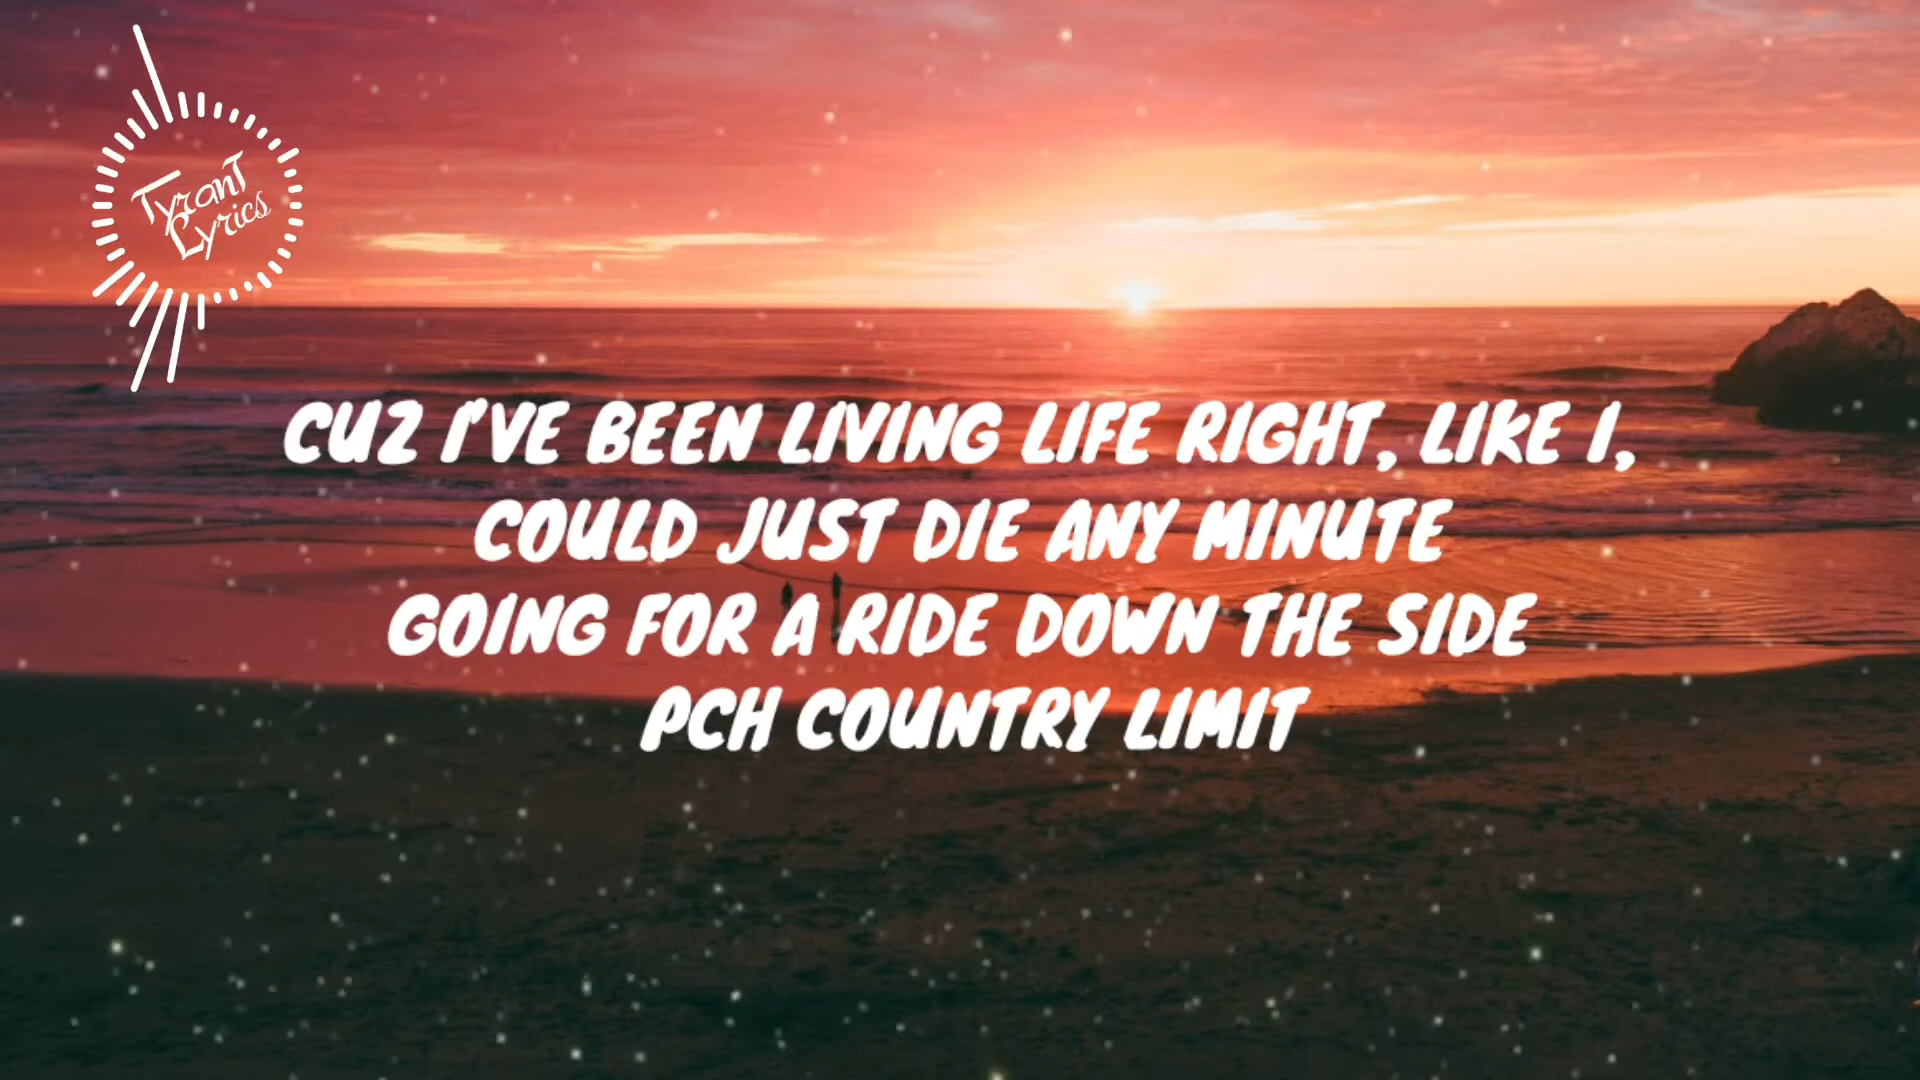 Tyrant
Lyrics
CUZ I'VE BEEN LIVING LIFE RIGHT, LIKE I,
COULD JUST DIE ANY MINUTE
GOING FOR A RIDE DOWN THE SIDE
PCH COUNTRY LIMIT